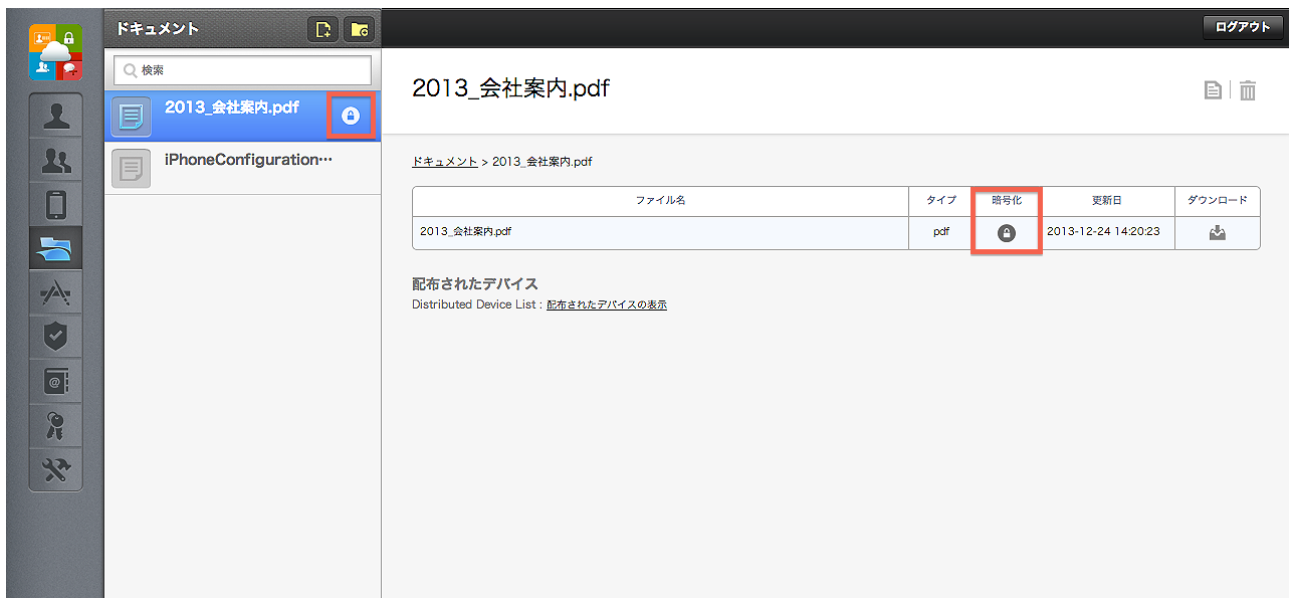 ドキュメント
ログアウト
検索
2013_会社案内.pdf
iPhoneConfiguration…
2013_会社案内.pdf
ドキュメント > 2013_会社案内.pdf
ファイル名 タイプ 暗号化 更新日 ダウンロード
2013_会社案内.pdf pdf 2013-12-24 14:20:23
配布されたデバイス
Distributed Device List : 配布されたデバイスの表示